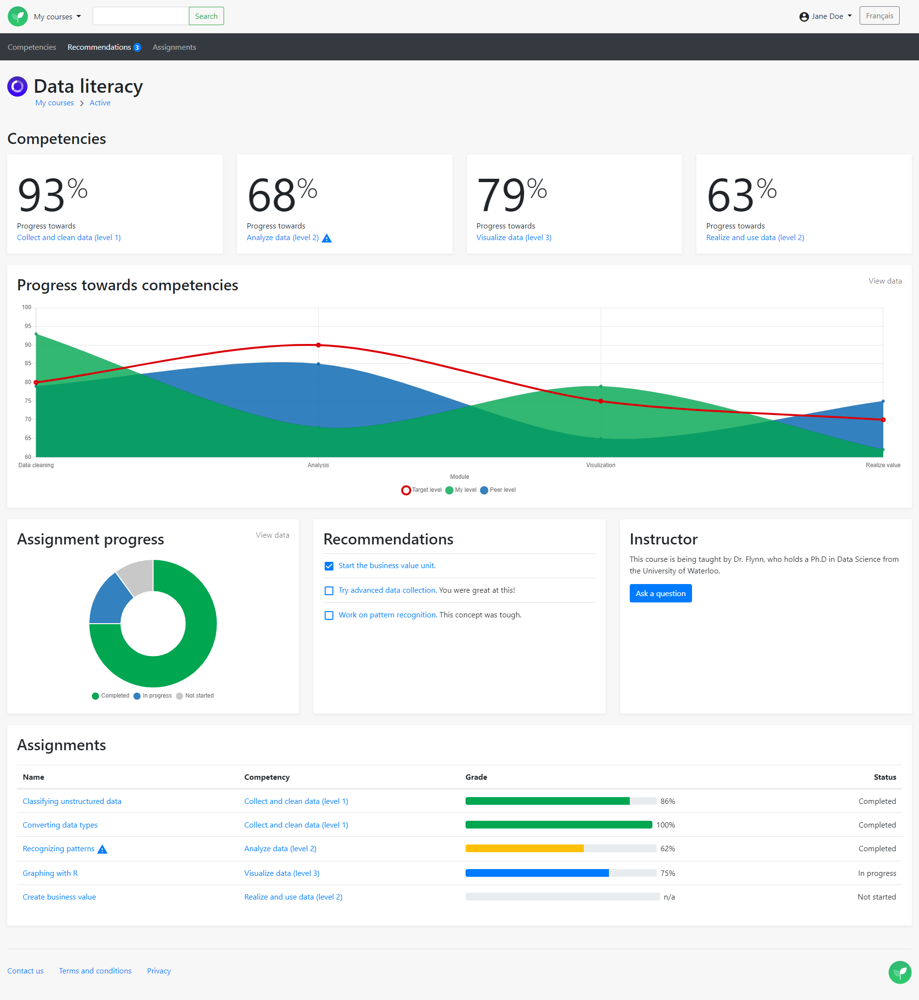 My courses
Search
Jane Doe
Français
Competencies
Recommendations 3
Assignments
Data literacy
My courses
Active
Competencies
93%
Progress towards
Collect and clean data (level 1)
68%
Progress towards
Analyze data (level 2)
79%
Progress towards
Visualize data (level 3)
63%
Progress towards
Realize and use data (level 2)
Progress towards competencies
View data
100
95
90
85
80
75
70
65
60
Data cleaning
Analysis
Visulization
Realize value
Module
Target level
My level
Peer level
Assignment progress
View data
Completed
In progress
Not started
Recommendations
Start the business value unit.
Try advanced data collection. You were great at this!
Work on pattern recognition. This concept was tough.
Instructor
This course is being taught by Dr. Flynn, who holds a Ph.D in Data Science from
the University of Waterloo.
Ask a question
Assignments
Name Competency Grade Status
Classifying unstructured data Collect and clean data (level 1) 86% Completed
Converting data types Collect and clean data (level 1) 100% Completed
Recognizing patterns Analyze data (level 2) 62% Completed
Graphing with R Visualize data (level 3) 75% In progress
Create business value Realize and use data (level 2) n/a Not started
Contact us
Terms and conditions
Privacy